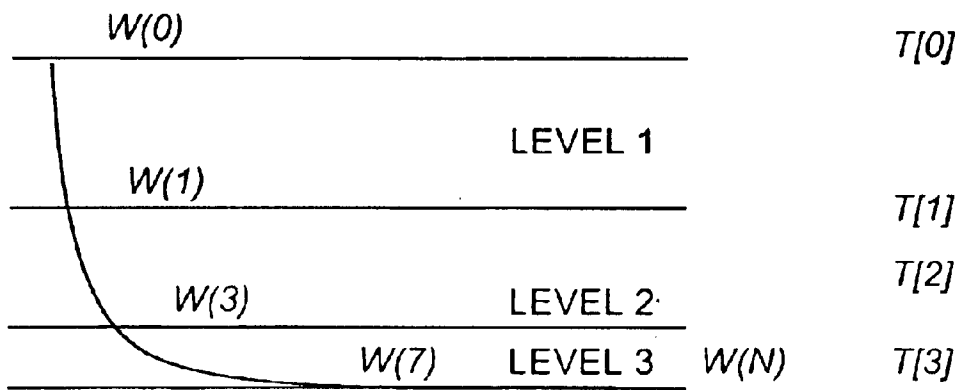 W(0) T[0]
LEVEL 1
W(1) T[1]
T[2]
W(3) LEVEL 2
W(7) LEVEL 3 W(N) T[3]